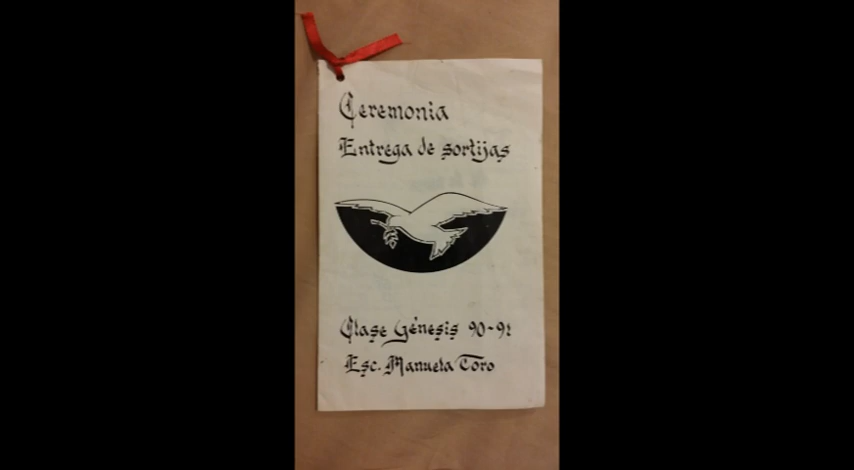 Ceremonia
Entrega de sortijas
Clase Génesis 90-91
Esc. Manuela Toro